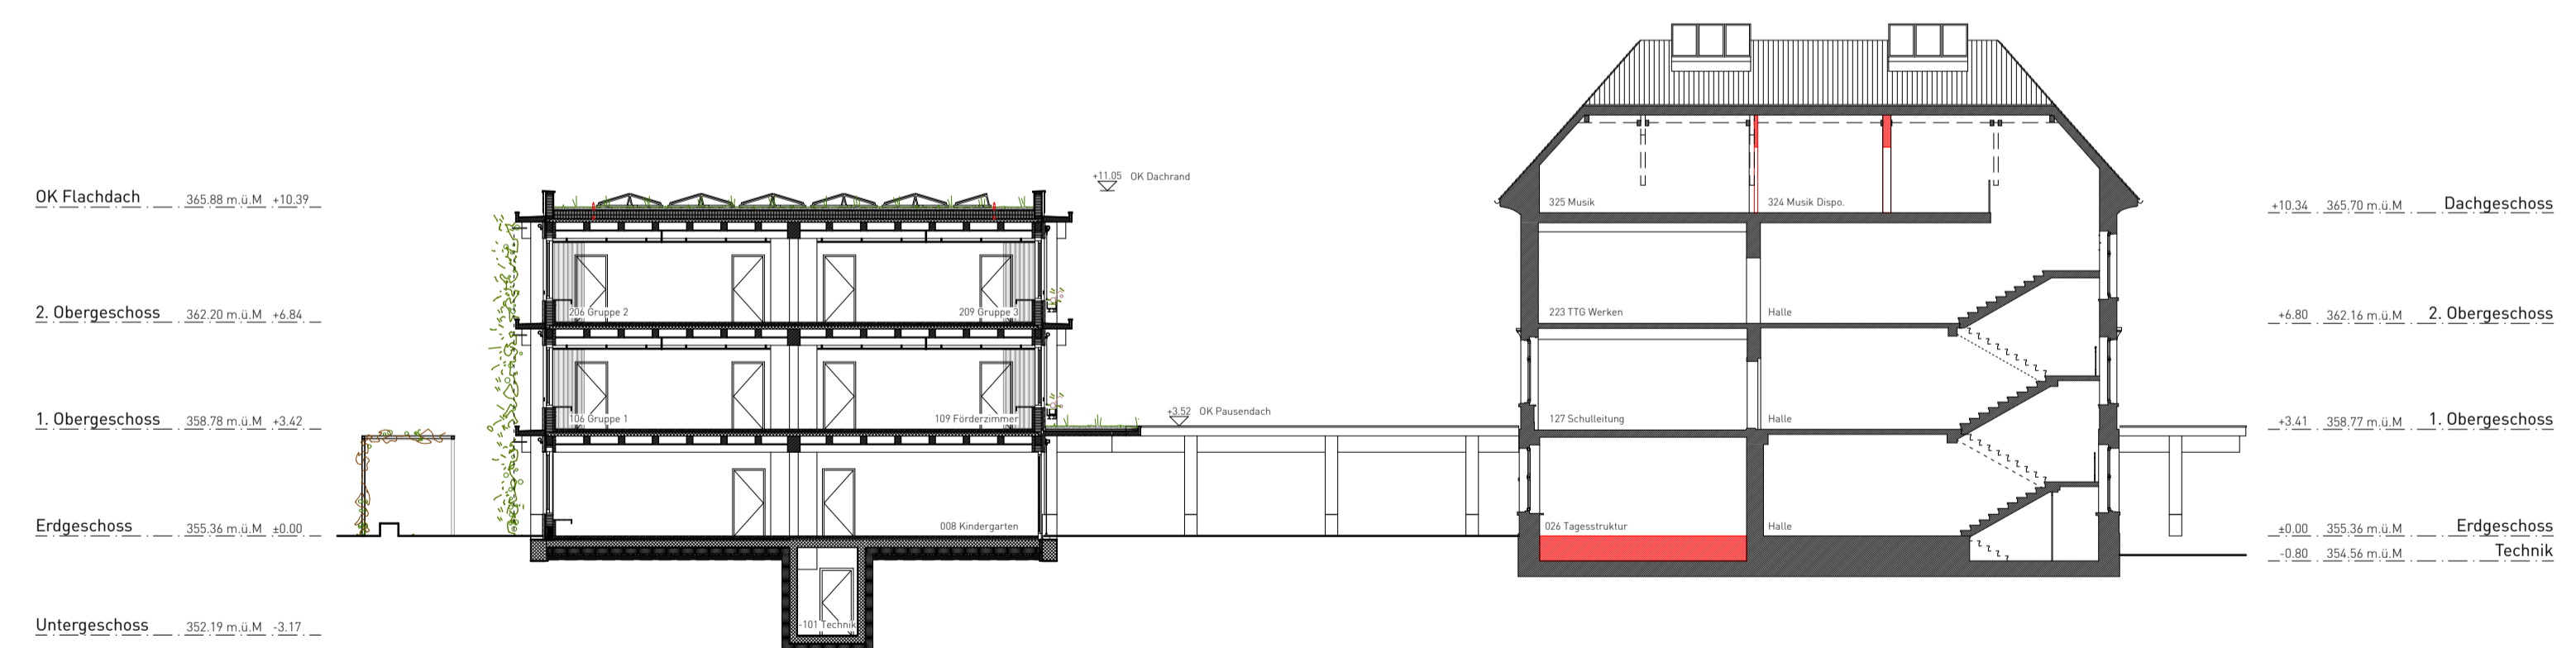 +11.05 OK Dachrand
OK Flachdach 365.88 m.ü.M +10.39
325 Musik
324 Musik Dispo.
+10.34 365.70 m.ü.M Dachgeschoss
2. Obergeschoss 362.20 m.ü.M +6.84
206 Gruppe 2
209 Gruppe 3
223 TTG Werken
Halle
+6.80 362.16 m.ü.M 2. Obergeschoss
+3.52 OK Pausendach
1. Obergeschoss 358.78 m.ü.M +3.42
106 Gruppe 1
109 Förderzimmer
127 Schulleitung
Halle
+3.41 358.77 m.ü.M 1. Obergeschoss
Erdgeschoss 355.36 m.ü.M ±0.00
008 Kindergarten
026 Tagesstruktur
Halle
±0.00 355.36 m.ü.M Erdgeschoss
-0.80 354.56 m.ü.M Technik
Untergeschoss 352.19 m.ü.M -3.17
-101 Technik